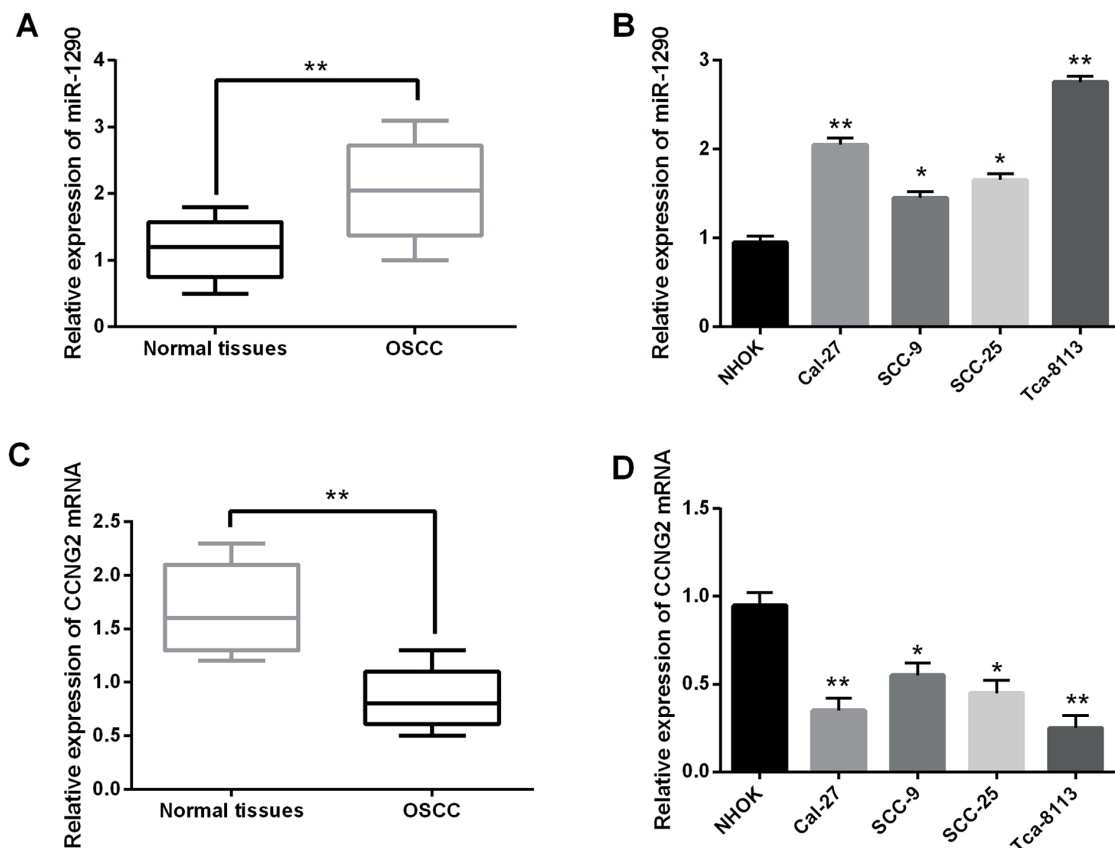 A
Relative expression of miR-1290
4
3
2
1
0
**
Normal tissues
OSCC
B
Relative expression of miR-1290
3
2
1
0
**
*
*
**
NHOK
Cal-27
SCC-9
SCC-25
Tca-8113
C
Relative expression of CCNG2 mRNA
2.5
2.0
1.5
1.0
0.5
0.0
**
Normal tissues
OSCC
D
Relative expression of CCNG2 mRNA
1.5
1.0
0.5
0.0
**
*
*
**
NHOK
Cal-27
SCC-9
SCC-25
Tca-8113